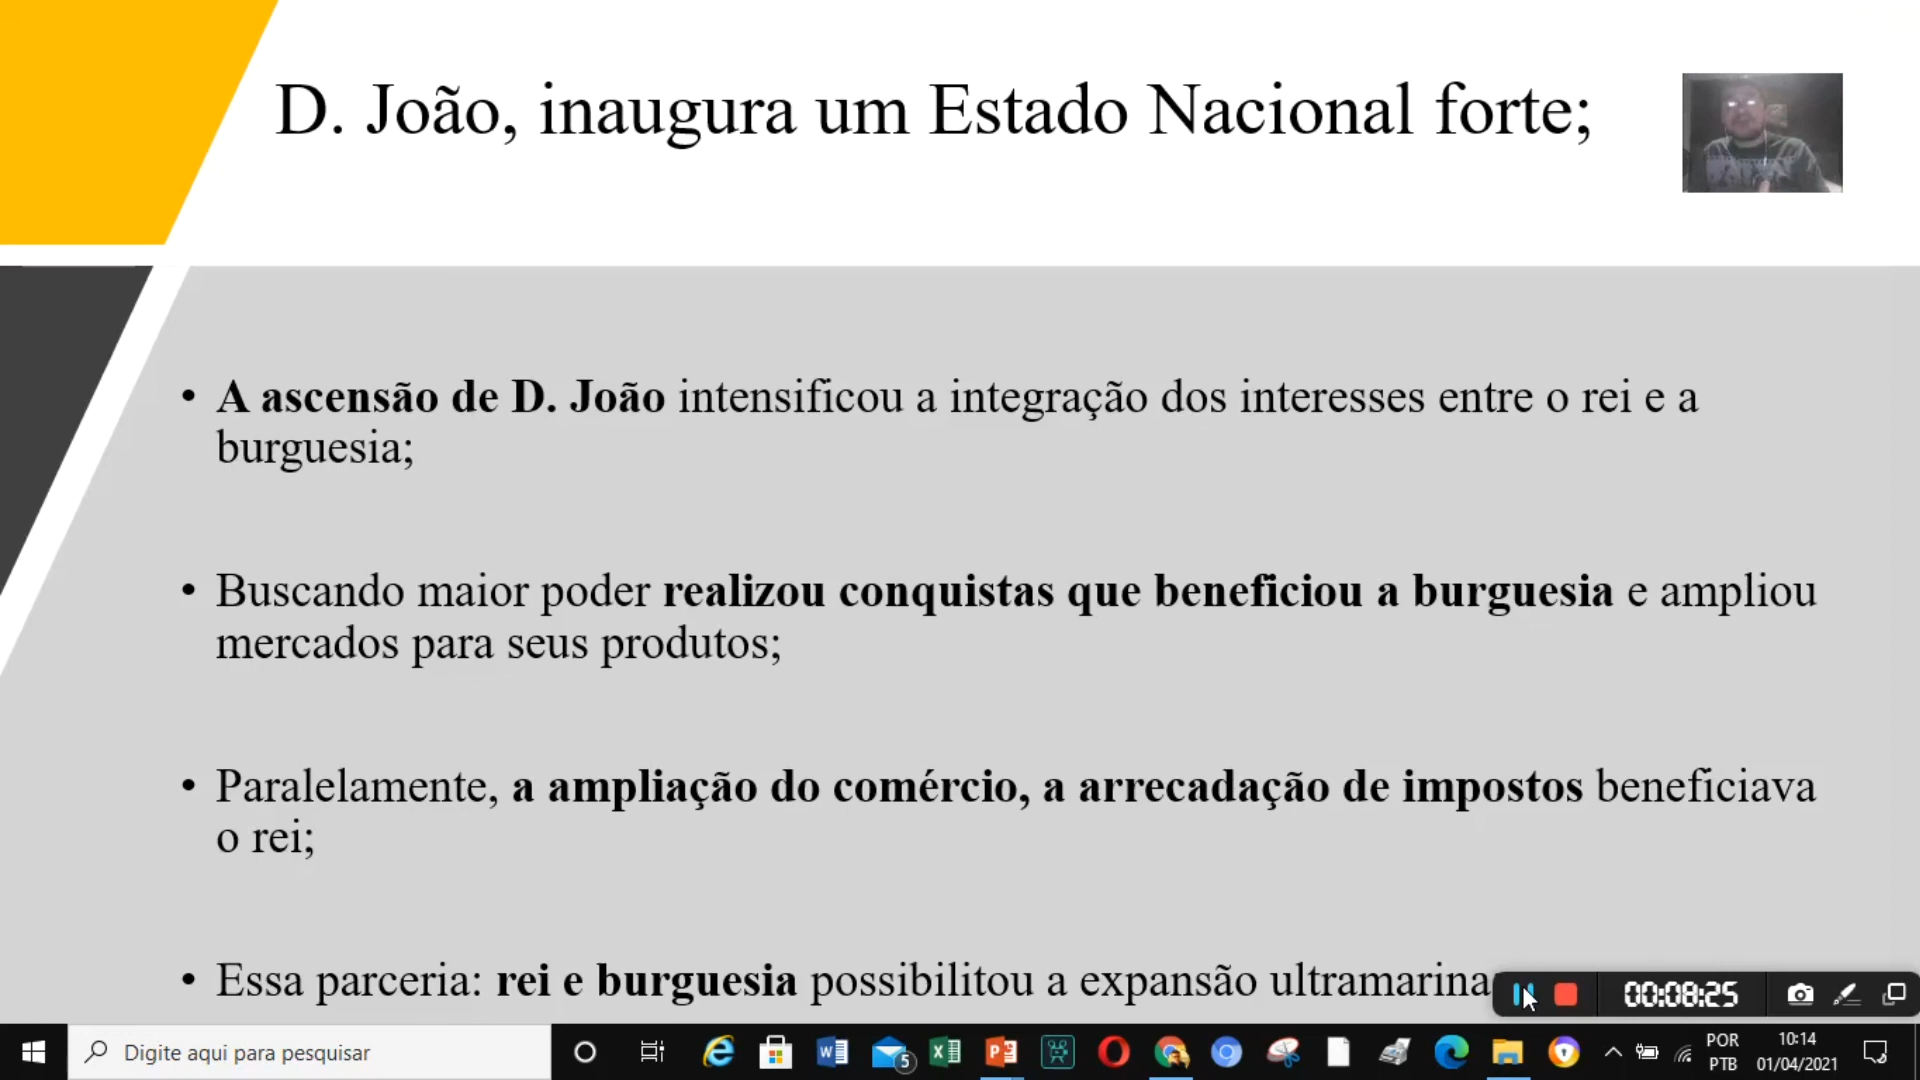 D. João, inaugura um Estado Nacional forte;
• A ascensão de D. João intensificou a integração dos interesses entre o rei e a
burguesia;
• Buscando maior poder realizou conquistas que beneficiou a burguesia e ampliou
mercados para seus produtos;
• Paralelamente, a ampliação do comércio, a arrecadação de impostos beneficiava
o rei;
• Essa parceria: rei e burguesia possibilitou a expansão ultramarina
00:08:25
Digite aqui para pesquisar
5
POR
PTB
10:14
01/04/2021